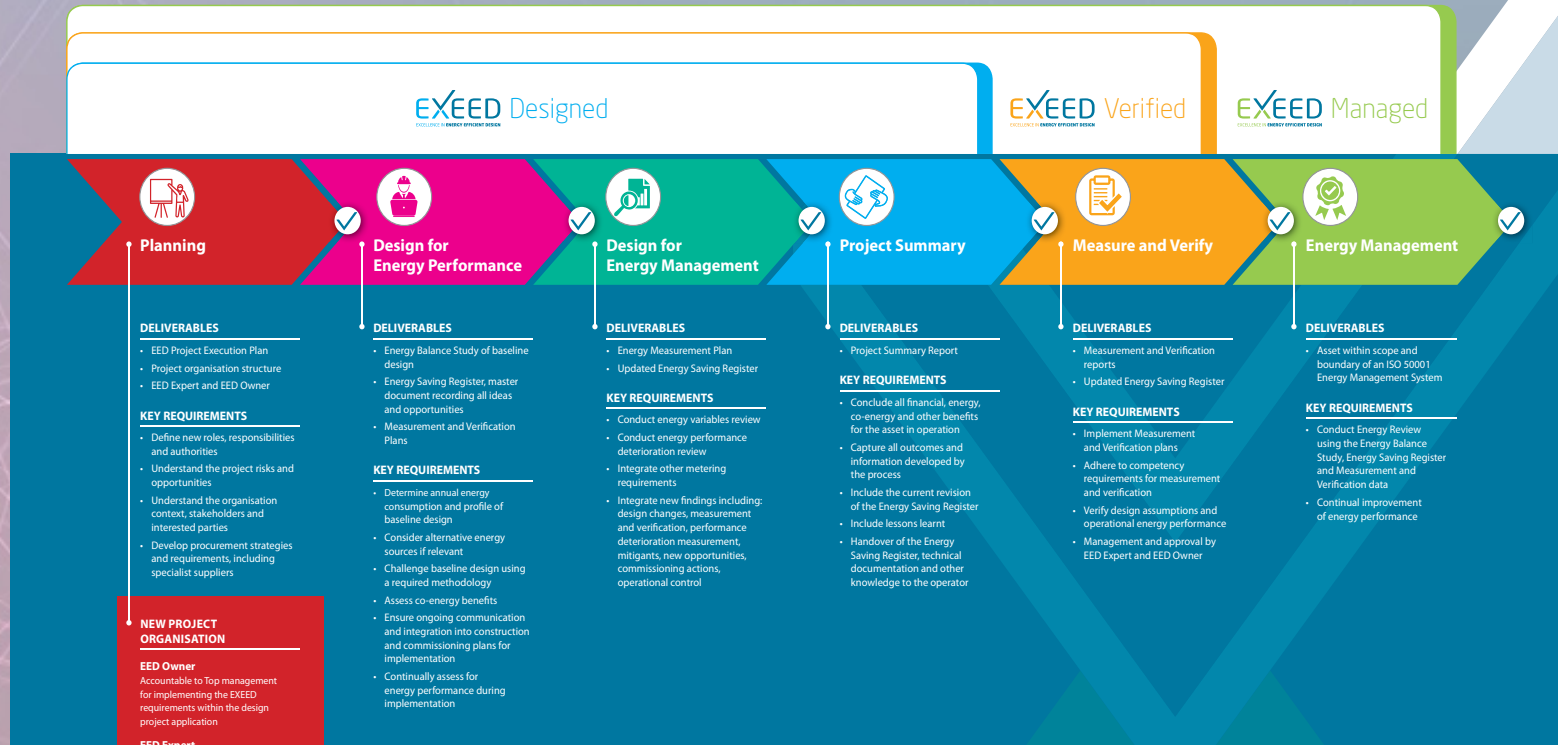 EXEED Designed
EXCELLENCE IN ENERGY EFFICIENT DESIGN
EXEED Verified
EXCELLENCE IN ENERGY EFFICIENT DESIGN
EXEED Managed
EXCELLENCE IN ENERGY EFFICIENT DESIGN
Planning
DELIVERABLES
• EED Project Execution Plan
• Project organisation structure
• EED Expert and EED Owner
KEY REQUIREMENTS
• Define new roles, responsibilities
and authorities
• Understand the project risks and
opportunities
• Understand the organisation
context, stakeholders and
interested parties
• Develop procurement strategies
and requirements, including
specialist suppliers
NEW PROJECT
ORGANISATION
EED Owner
Accountable to Top management
for implementing the EXEED
requirements within the design
project application
EED Expert
Design for
Energy Performance
DELIVERABLES
• Energy Balance Study of baseline
design
• Energy Saving Register, master
document recording all ideas
and opportunities
• Measurement and Verification
Plans
KEY REQUIREMENTS
• Determine annual energy
consumption and profile of
baseline design
• Consider alternative energy
sources if relevant
• Challenge baseline design using
a required methodology
• Assess co-energy benefits
• Ensure ongoing communication
and integration into construction
and commissioning plans for
implementation
• Continually assess for
energy performance during
implementation
Design for
Energy Management
DELIVERABLES
• Energy Measurement Plan
• Updated Energy Saving Register
KEY REQUIREMENTS
• Conduct energy variables review
• Conduct energy performance
deterioration review
• Integrate other metering
requirements
• Integrate new findings including:
design changes, measurement
and verification, performance
deterioration measurement,
mitigants, new opportunities,
commissioning actions,
operational control
Project Summary
DELIVERABLES
• Project Summary Report
KEY REQUIREMENTS
• Conclude all financial, energy,
co-energy and other benefits
for the asset in operation
• Capture all outcomes and
information developed by
the process
• Include the current revision
of the Energy Saving Register
• Include lessons learnt
• Handover of the Energy
Saving Register, technical
documentation and other
knowledge to the operator
Measure and Verify
DELIVERABLES
• Measurement and Verification
reports
• Updated Energy Saving Register
KEY REQUIREMENTS
• Implement Measurement
and Verification plans
• Adhere to competency
requirements for measurement
and verification
• Verify design assumptions and
operational energy performance
• Management and approval by
EED Expert and EED Owner
Energy Management
DELIVERABLES
• Asset within scope and
boundary of an ISO 50001
Energy Management System
KEY REQUIREMENTS
• Conduct Energy Review
using the Energy Balance
Study, Energy Saving Register
and Measurement and
Verification data
• Continual improvement
of energy performance